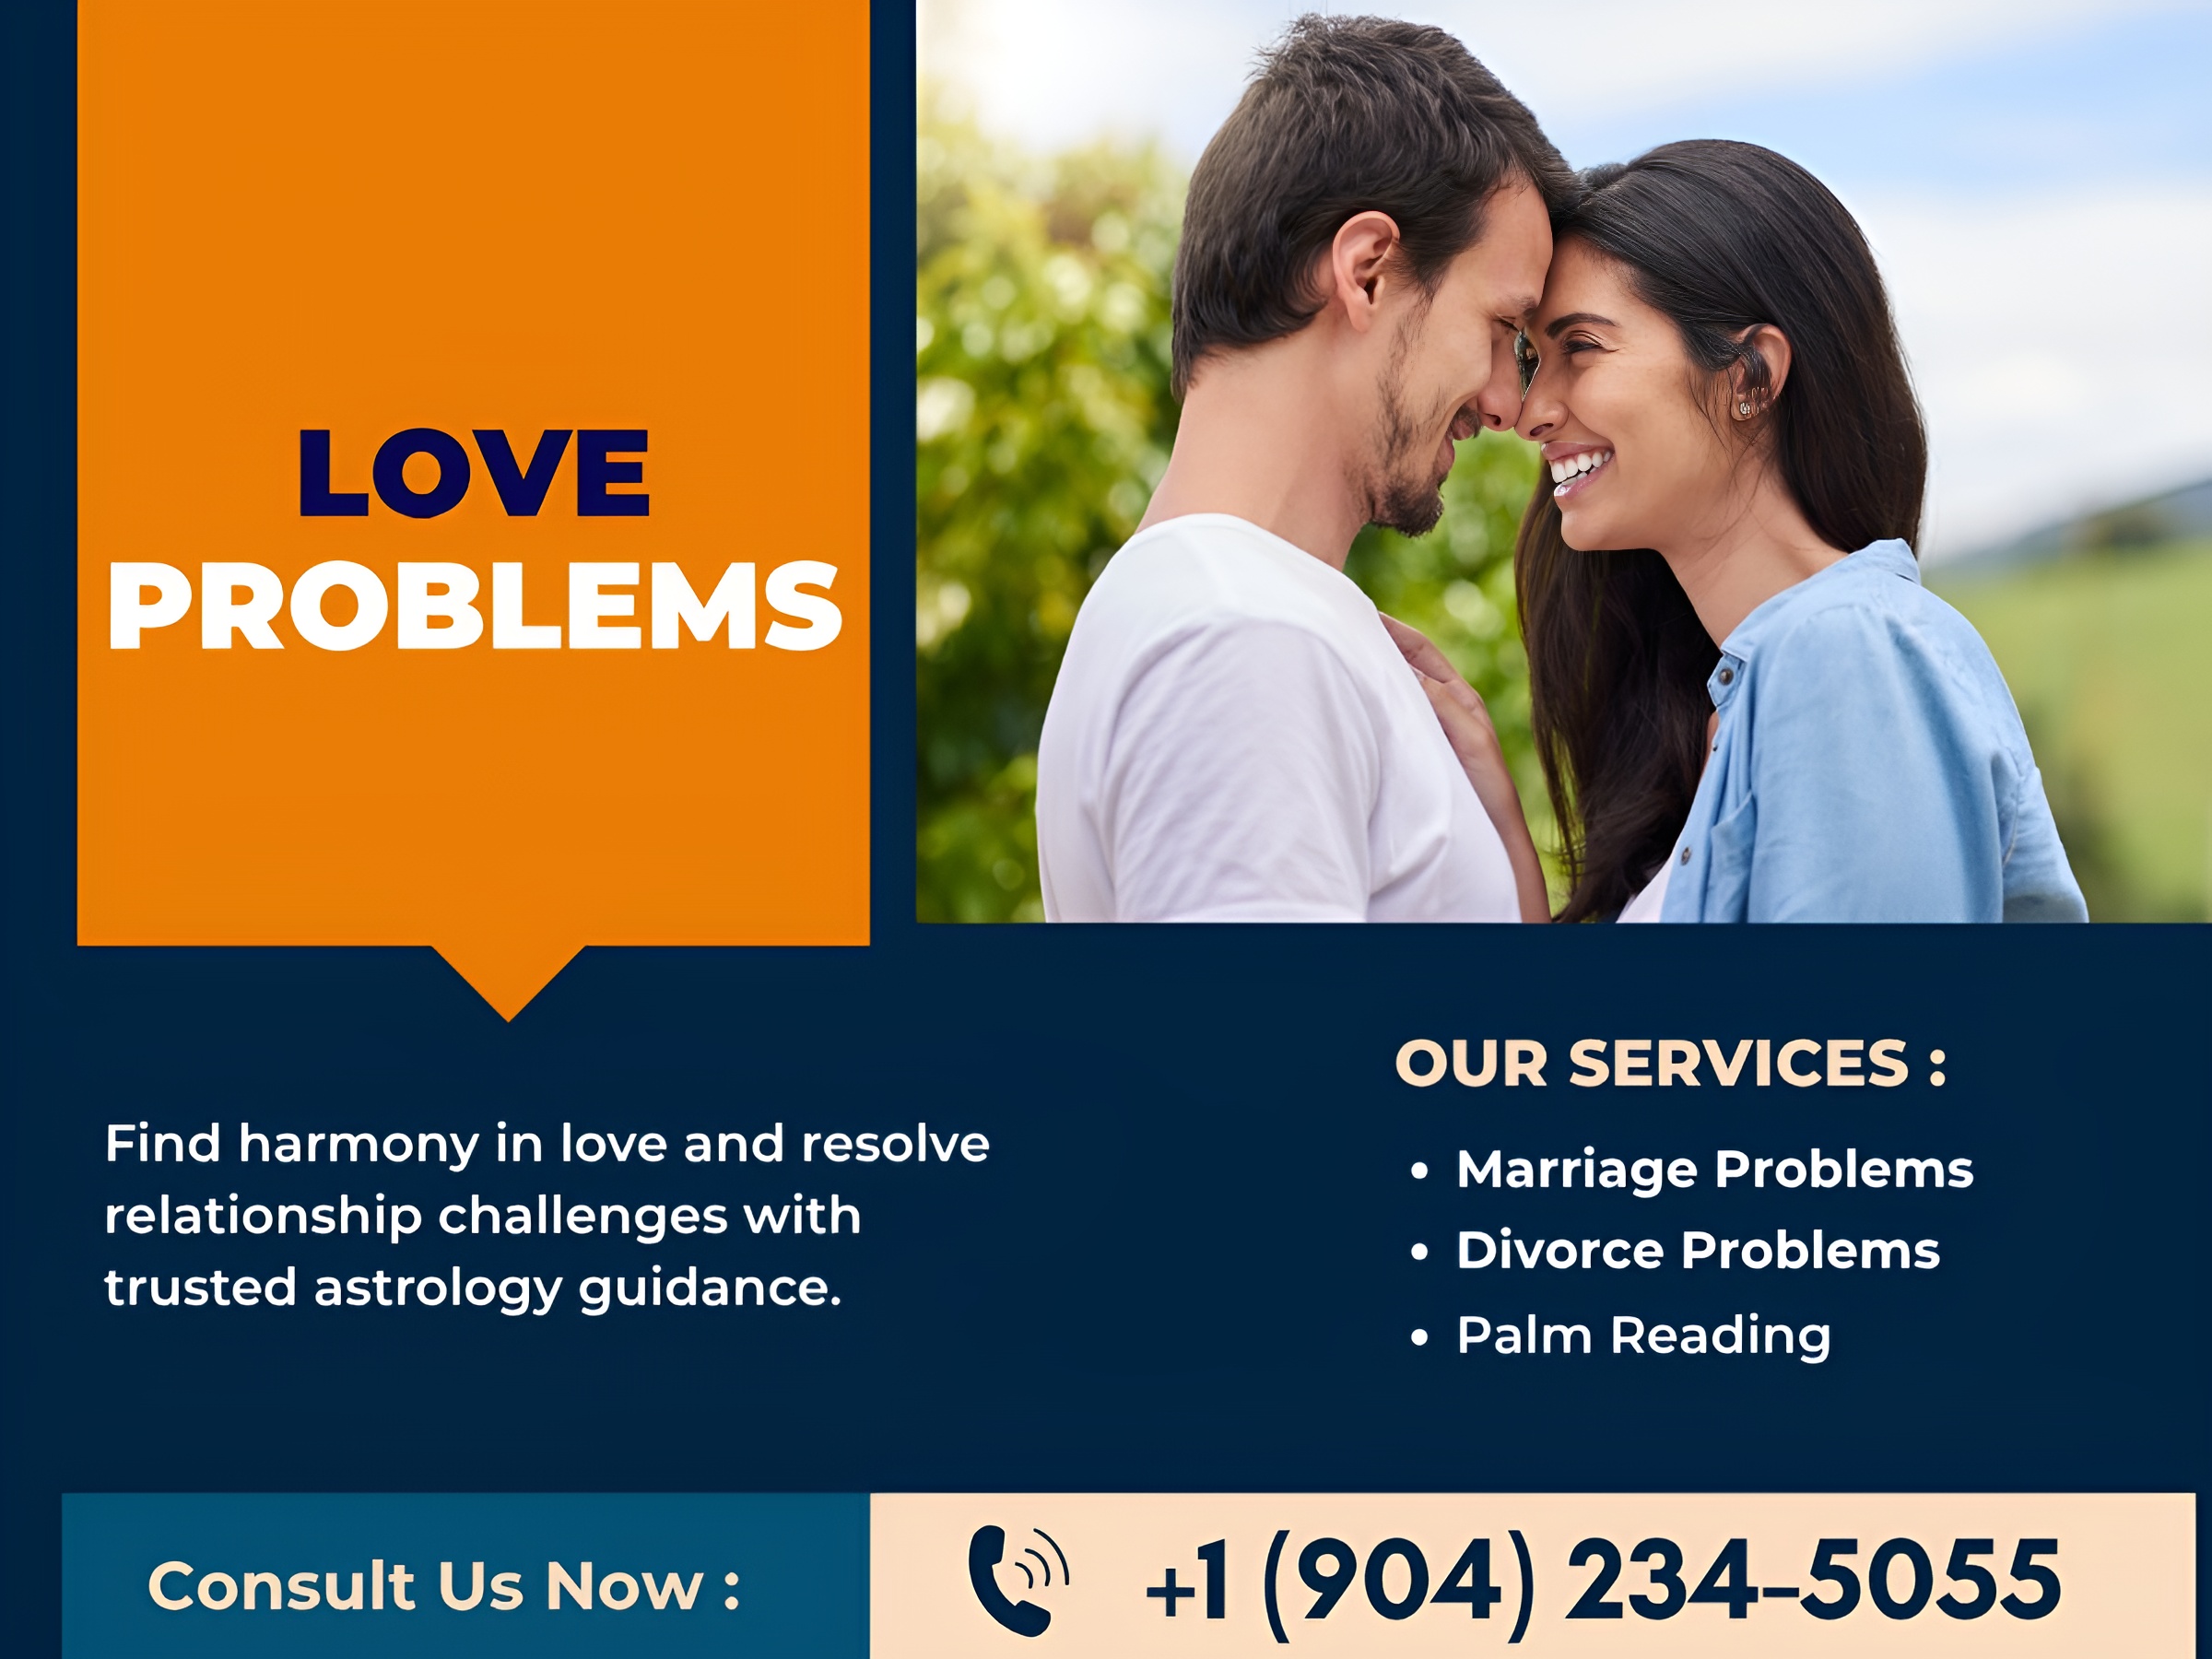 LOVE
PROBLEMS
Find harmony in love and resolve
relationship challenges with
trusted astrology guidance.
OUR SERVICES :
• Marriage Problems
• Divorce Problems
• Palm Reading
Consult Us Now :
+1 (904) 234-5055